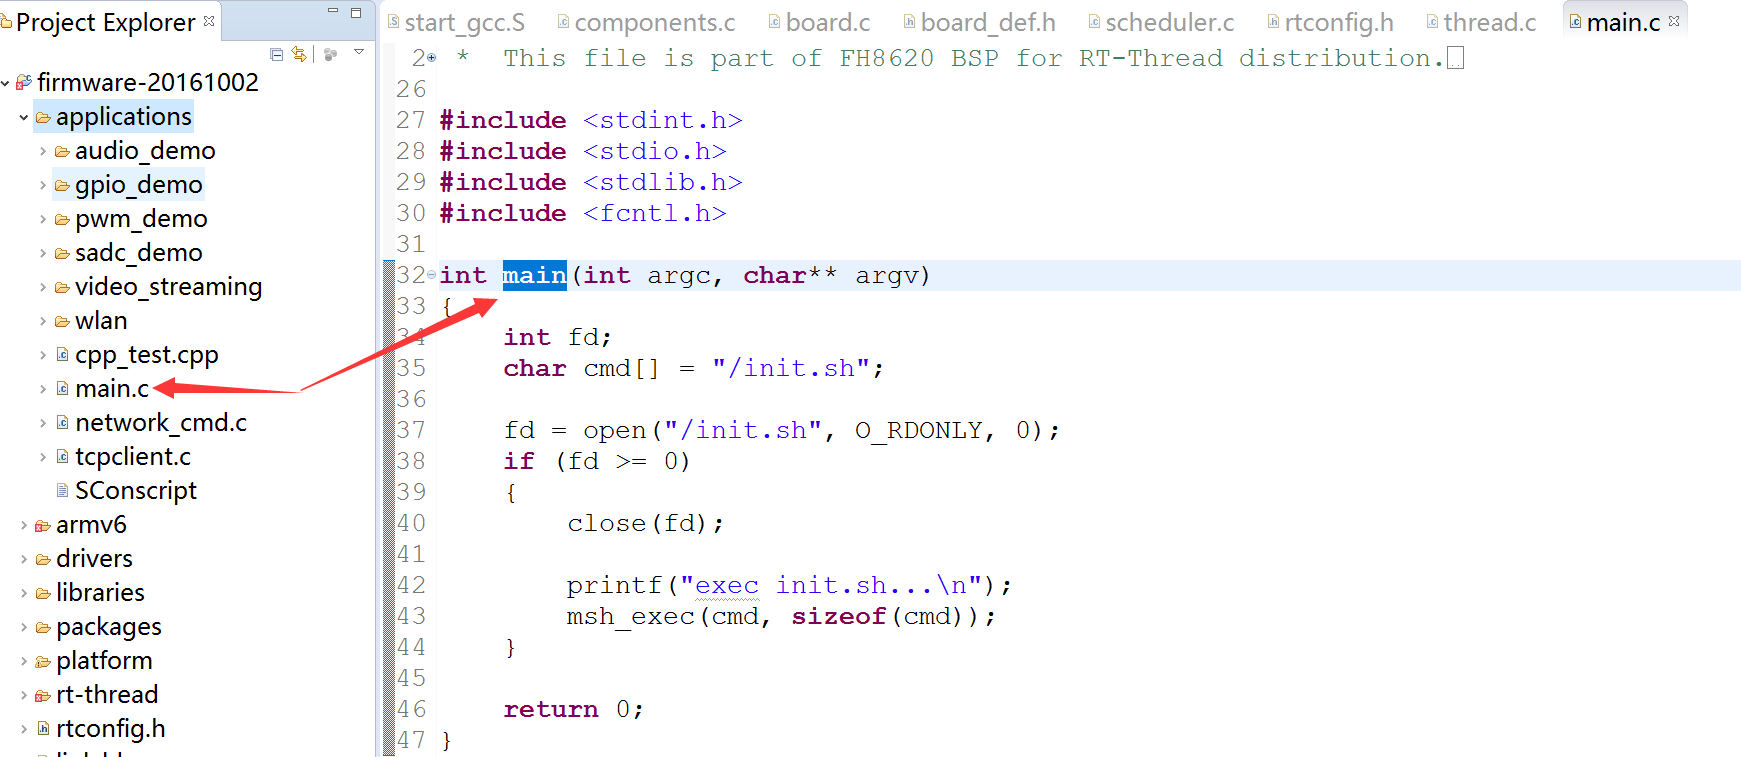 Project Explorer
firmware-20161002
applications
audio_demo
gpio_demo
pwm_demo
sadc_demo
video_streaming
wlan
cpp_test.cpp
main.c
network_cmd.c
tcpclient.c
SConscript
armv6
drivers
libraries
packages
platform
rt-thread
rtconfig.h
start_gcc.S components.c board.c board_def.h scheduler.c rtconfig.h thread.c main.c
2 * This file is part of FH8620 BSP for RT-Thread distribution.
26
27 #include <stdint.h>
28 #include <stdio.h>
29 #include <stdlib.h>
30 #include <fcntl.h>
31
32 int main(int argc, char** argv)
33 {
34 int fd;
35 char cmd[] = "/init.sh";
36
37 fd = open("/init.sh", O_RDONLY, 0);
38 if (fd >= 0)
39 {
40 close(fd);
41
42 printf("exec init.sh...\n");
43 msh_exec(cmd, sizeof(cmd));
44 }
45
46 return 0;
47 }